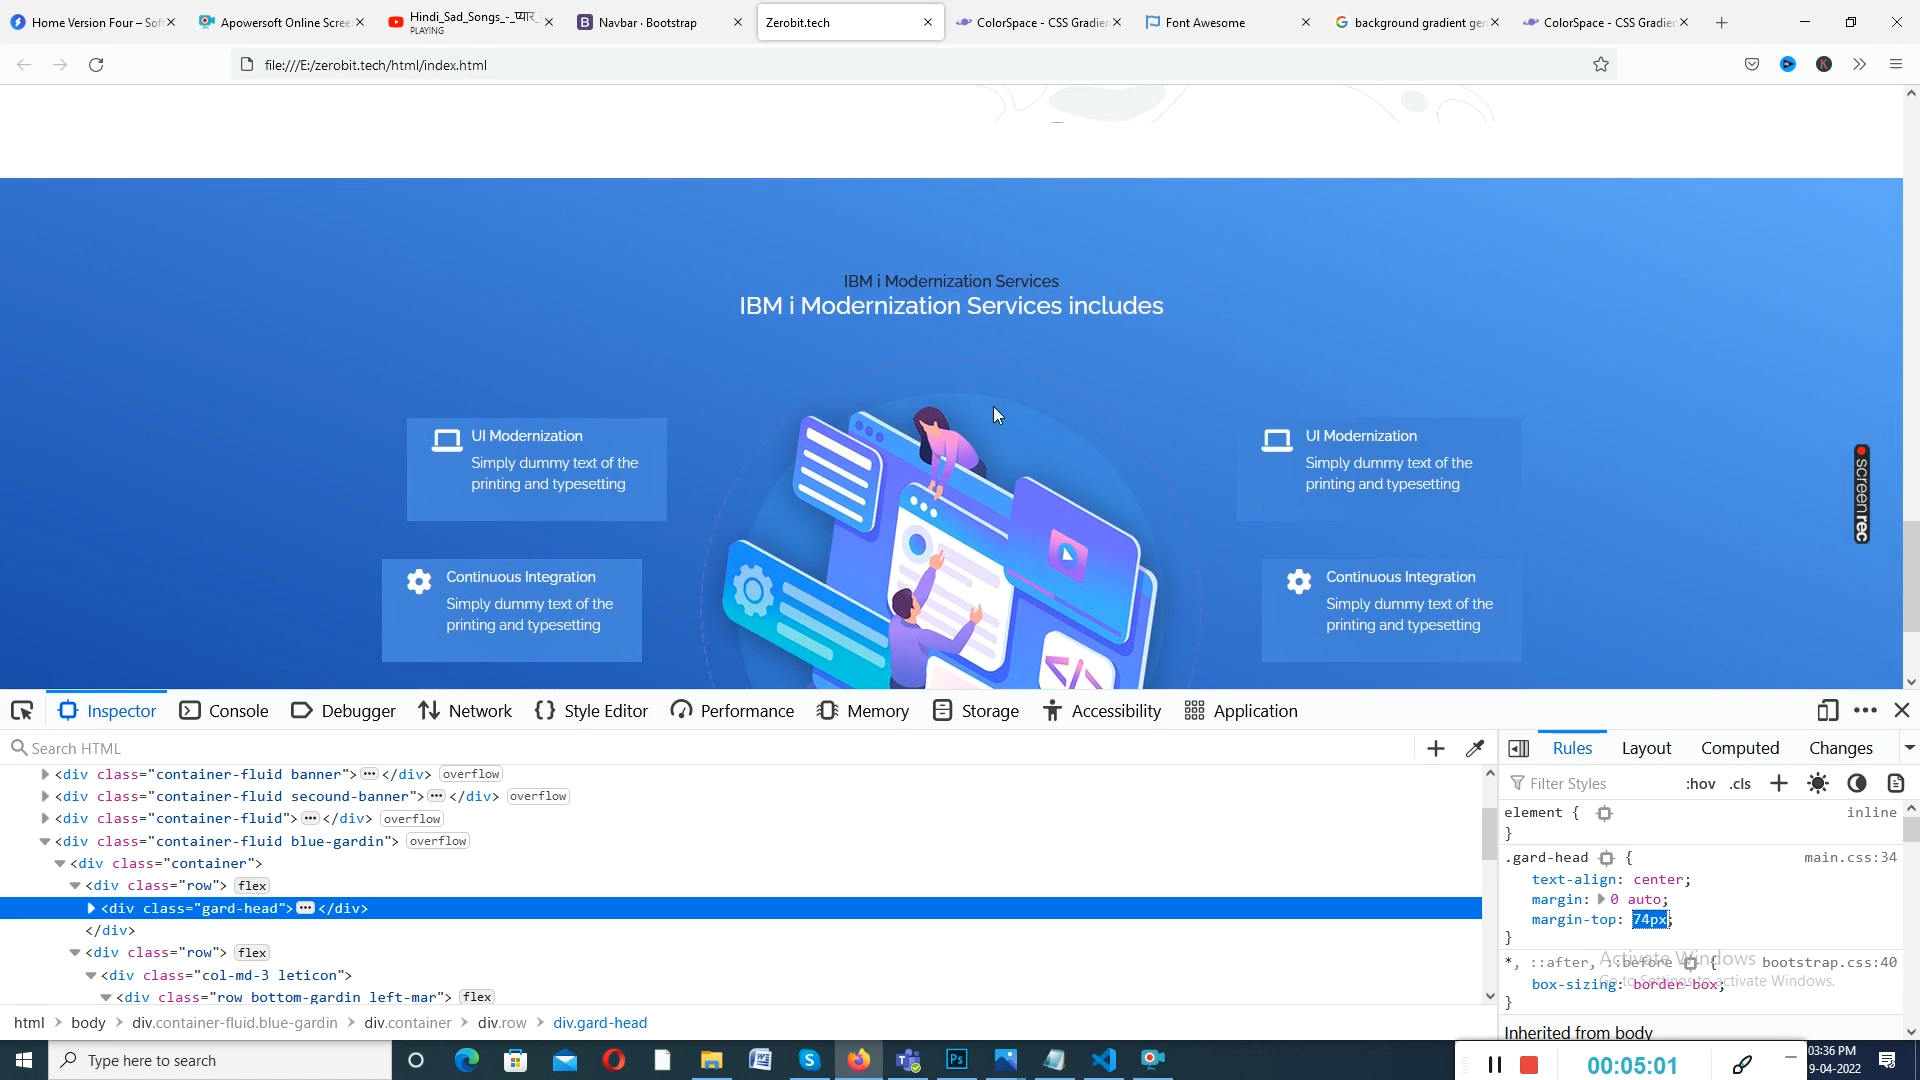 Home Version Four – Sof
Apowersoft Online Scree
Hindi_Sad_Songs_-_प्यार_
PLAYING
Navbar · Bootstrap
Zerobit.tech
ColorSpace - CSS Gradie
Font Awesome
background gradient gen
ColorSpace - CSS Gradie
file:///E:/zerobit.tech/html/index.html
K
IBM i Modernization Services
IBM i Modernization Services includes
UI Modernization
Simply dummy text of the
printing and typesetting
UI Modernization
Simply dummy text of the
printing and typesetting
Continuous Integration
Simply dummy text of the
printing and typesetting
Continuous Integration
Simply dummy text of the
printing and typesetting
screenrec
Inspector Console Debugger Network Style Editor Performance Memory Storage Accessibility Application
Search HTML
<div class="container-fluid banner"> ••• </div> overflow
<div class="container-fluid secound-banner"> ••• </div> overflow
<div class="container-fluid"> ••• </div> overflow
<div class="container-fluid blue-gardin"> overflow
<div class="container">
<div class="row"> flex
<div class="gard-head"> ••• </div>
</div>
<div class="row"> flex
<div class="col-md-3 leticon">
<div class="row bottom-gardin left-mar"> flex
html > body > div.container-fluid.blue-gardin > div.container > div.row > div.gard-head
Rules Layout Computed Changes
Filter Styles :hov .cls
element { inline
}
.gard-head { main.css:34
text-align: center;
margin: 0 auto;
margin-top: 74px;
}
*, ::after, ::before { bootstrap.css:40
box-sizing: border-box;
}
Inherited from body
Activate Windows
Go to Settings to activate Windows.
Type here to search
Ps
00:05:01
03:36 PM
9-04-2022